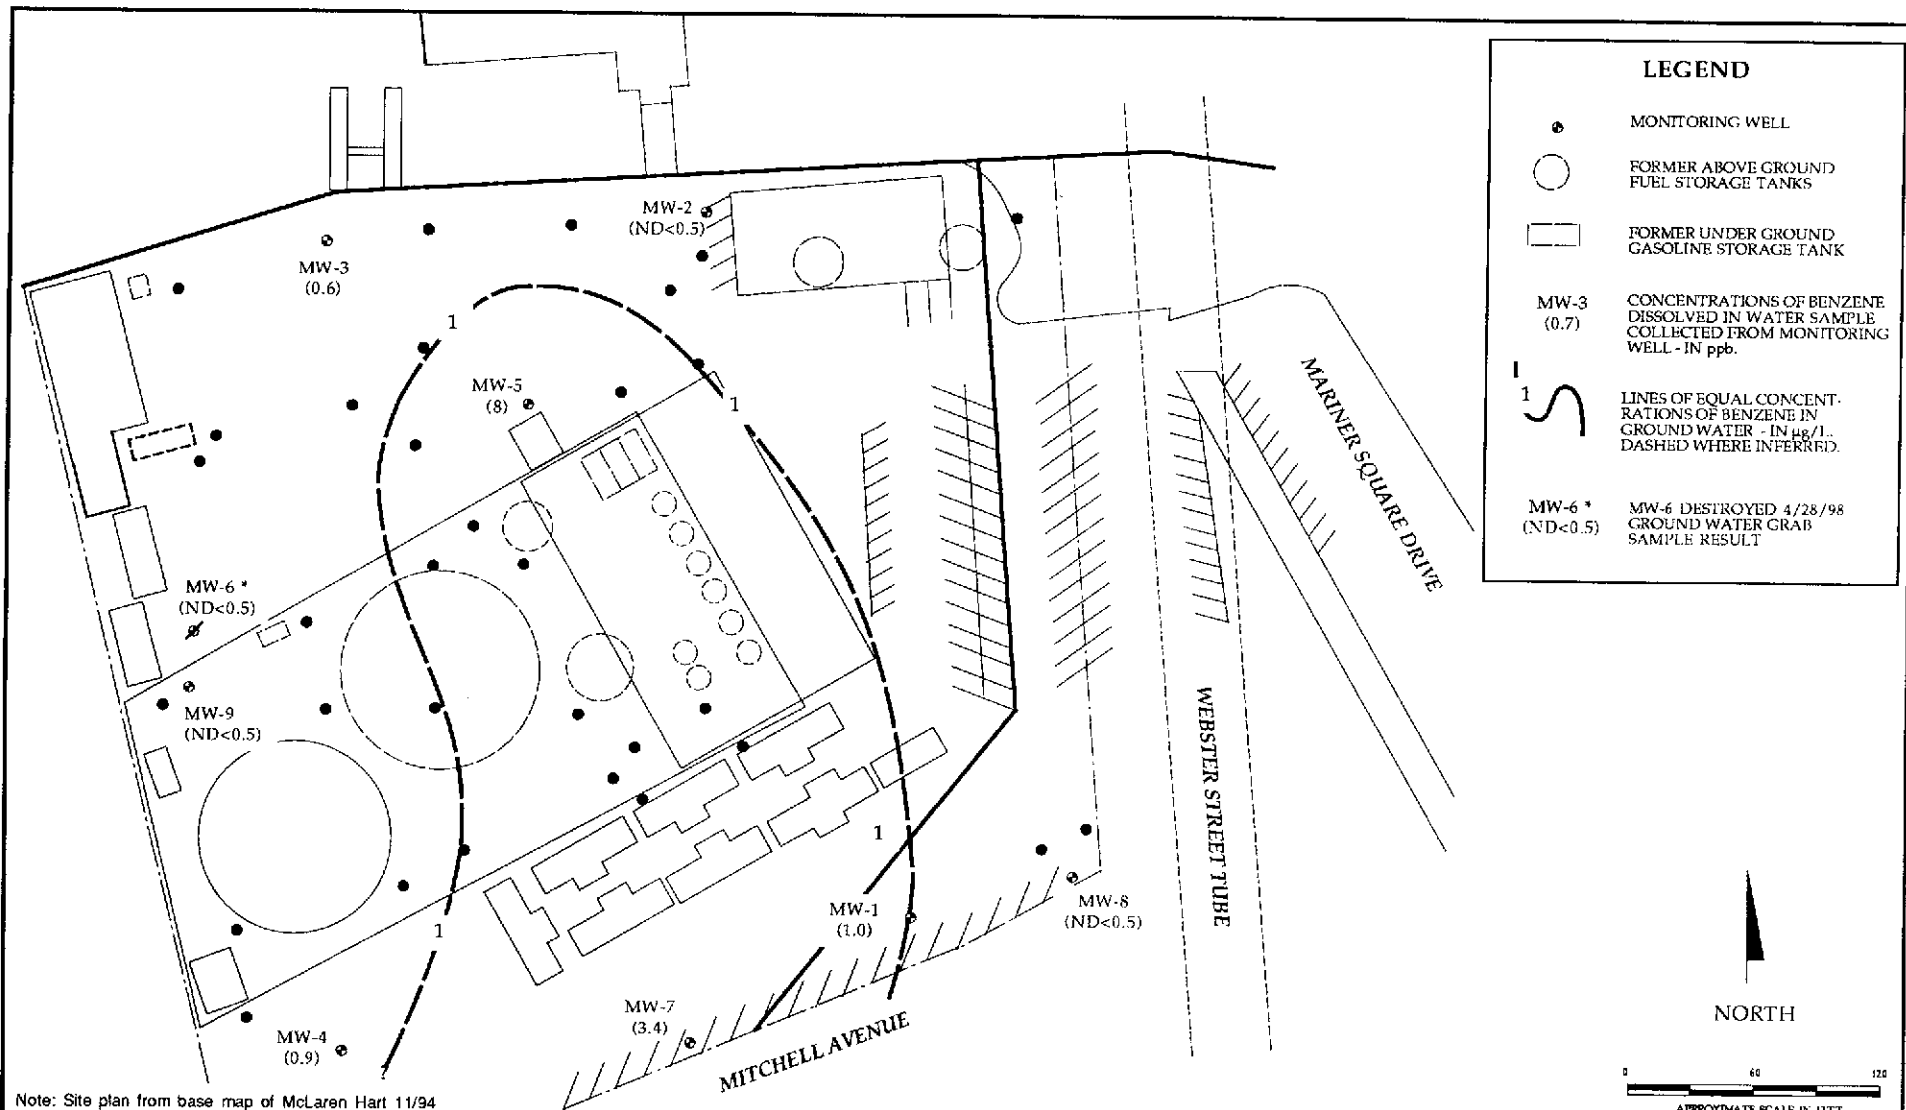 LEGEND
MONITORING WELL
FORMER ABOVE GROUND
FUEL STORAGE TANKS
FORMER UNDER GROUND
GASOLINE STORAGE TANK
MW-3
(0.7)
CONCENTRATIONS OF BENZENE
DISSOLVED IN WATER SAMPLE
COLLECTED FROM MONITORING
WELL - IN ppb.
1
LINES OF EQUAL CONCENT-
RATIONS OF BENZENE IN
GROUND WATER - IN µg/L.
DASHED WHERE INFERRED.
MW-6 *
(ND<0.5)
MW-6 DESTROYED 4/28/98
GROUND WATER GRAB
SAMPLE RESULT
MW-2
(ND<0.5)
MW-3
(0.6)
1
MW-5
(8)
1
MARINER SQUARE DRIVE
MW-6 *
(ND<0.5)
MW-9
(ND<0.5)
WEBSTER STREET TUBE
1
1
MW-1
(1.0)
MW-8
(ND<0.5)
MW-7
(3.4)
MW-4
(0.9)
MITCHELL AVENUE
NORTH
0 60 120
APPROXIMATE SCALE IN FEET
Note: Site plan from base map of McLaren Hart 11/94